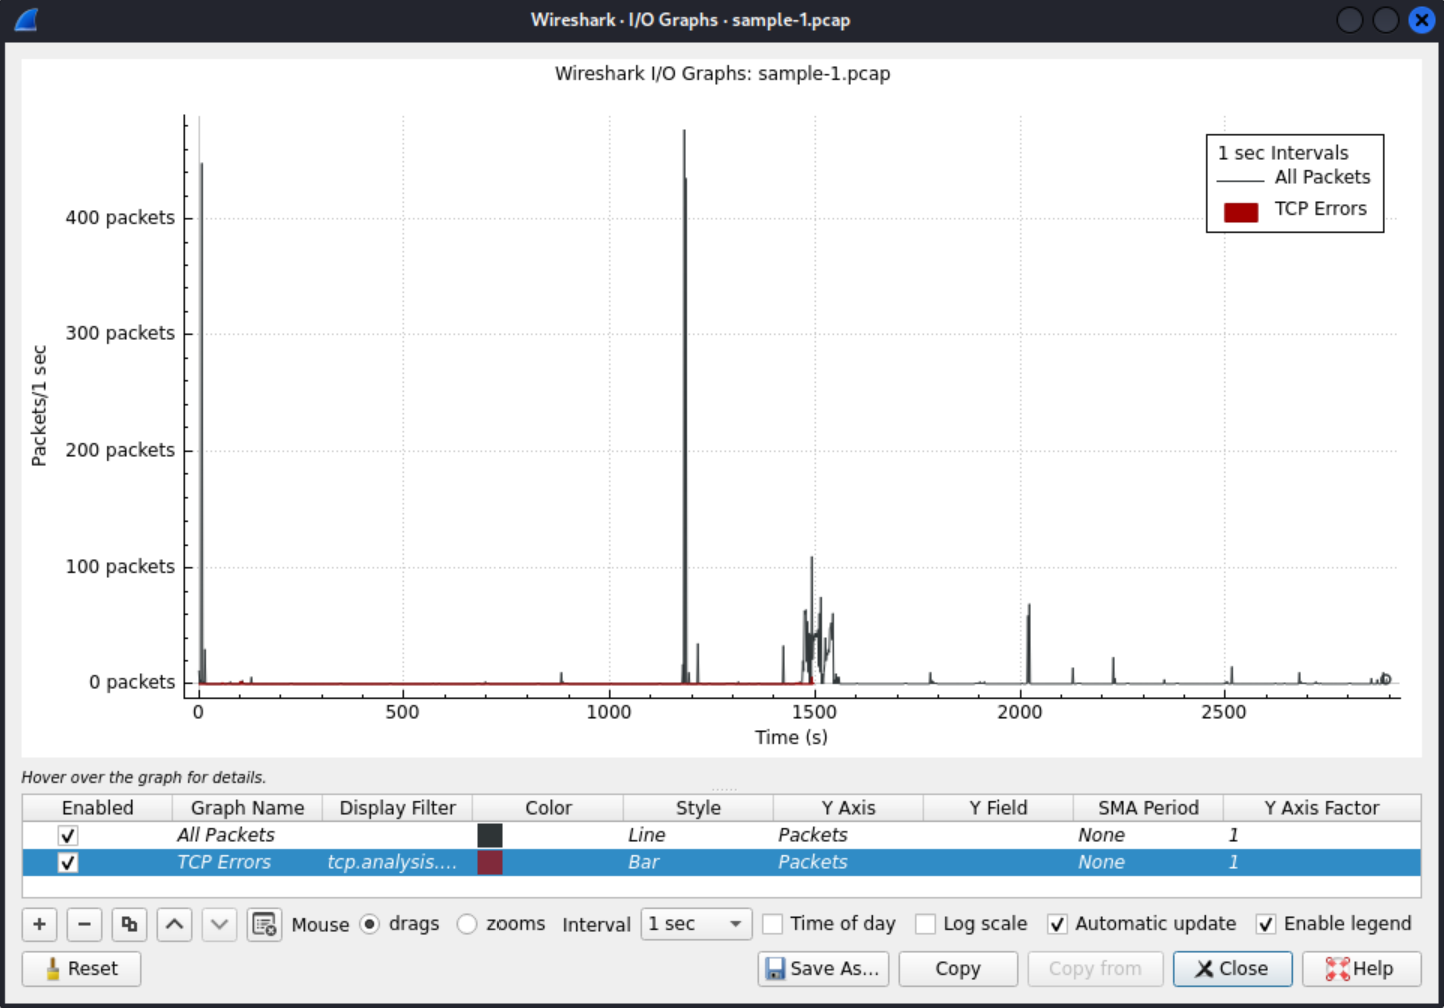 Wireshark · I/O Graphs · sample-1.pcap
Wireshark I/O Graphs: sample-1.pcap
1 sec Intervals
All Packets
TCP Errors
400 packets
300 packets
200 packets
100 packets
0 packets
Packets/1 sec
0 500 1000 1500 2000 2500
Time (s)
Hover over the graph for details.
Enabled Graph Name Display Filter Color Style Y Axis Y Field SMA Period Y Axis Factor
All Packets Line Packets None 1
TCP Errors tcp.analysis.... Bar Packets None 1
Mouse drags zooms Interval 1 sec Time of day Log scale Automatic update Enable legend
Reset Save As... Copy Copy from Close Help